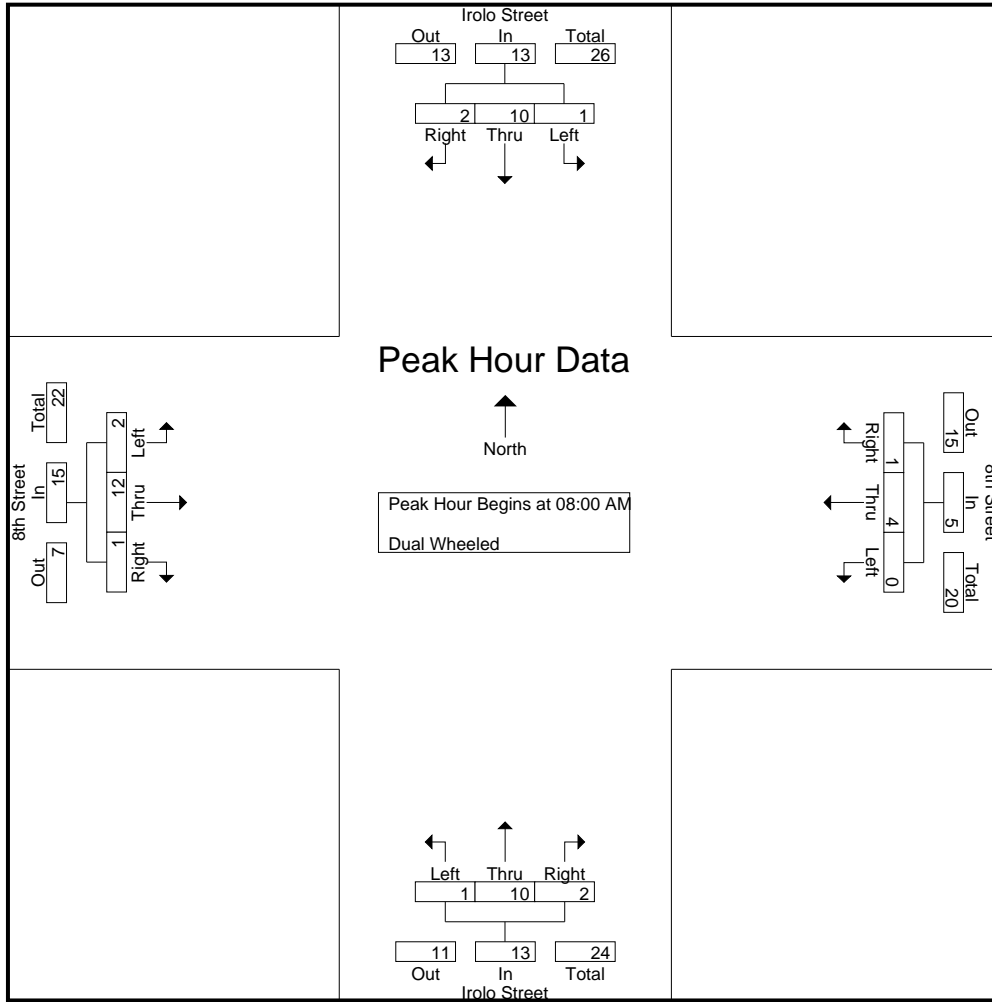 Irolo Street
Out In Total
13 13 26
2 10 1
Right Thru Left
Peak Hour Data
North
Peak Hour Begins at 08:00 AM
Dual Wheeled
8th Street
Out In Total
7 15 22
1 12 2
Right Thru Left
8th Street
Out In Total
15 5 20
1 4 0
Right Thru Left
Left Thru Right
1 10 2
11 13 24
Out In Total
Irolo Street